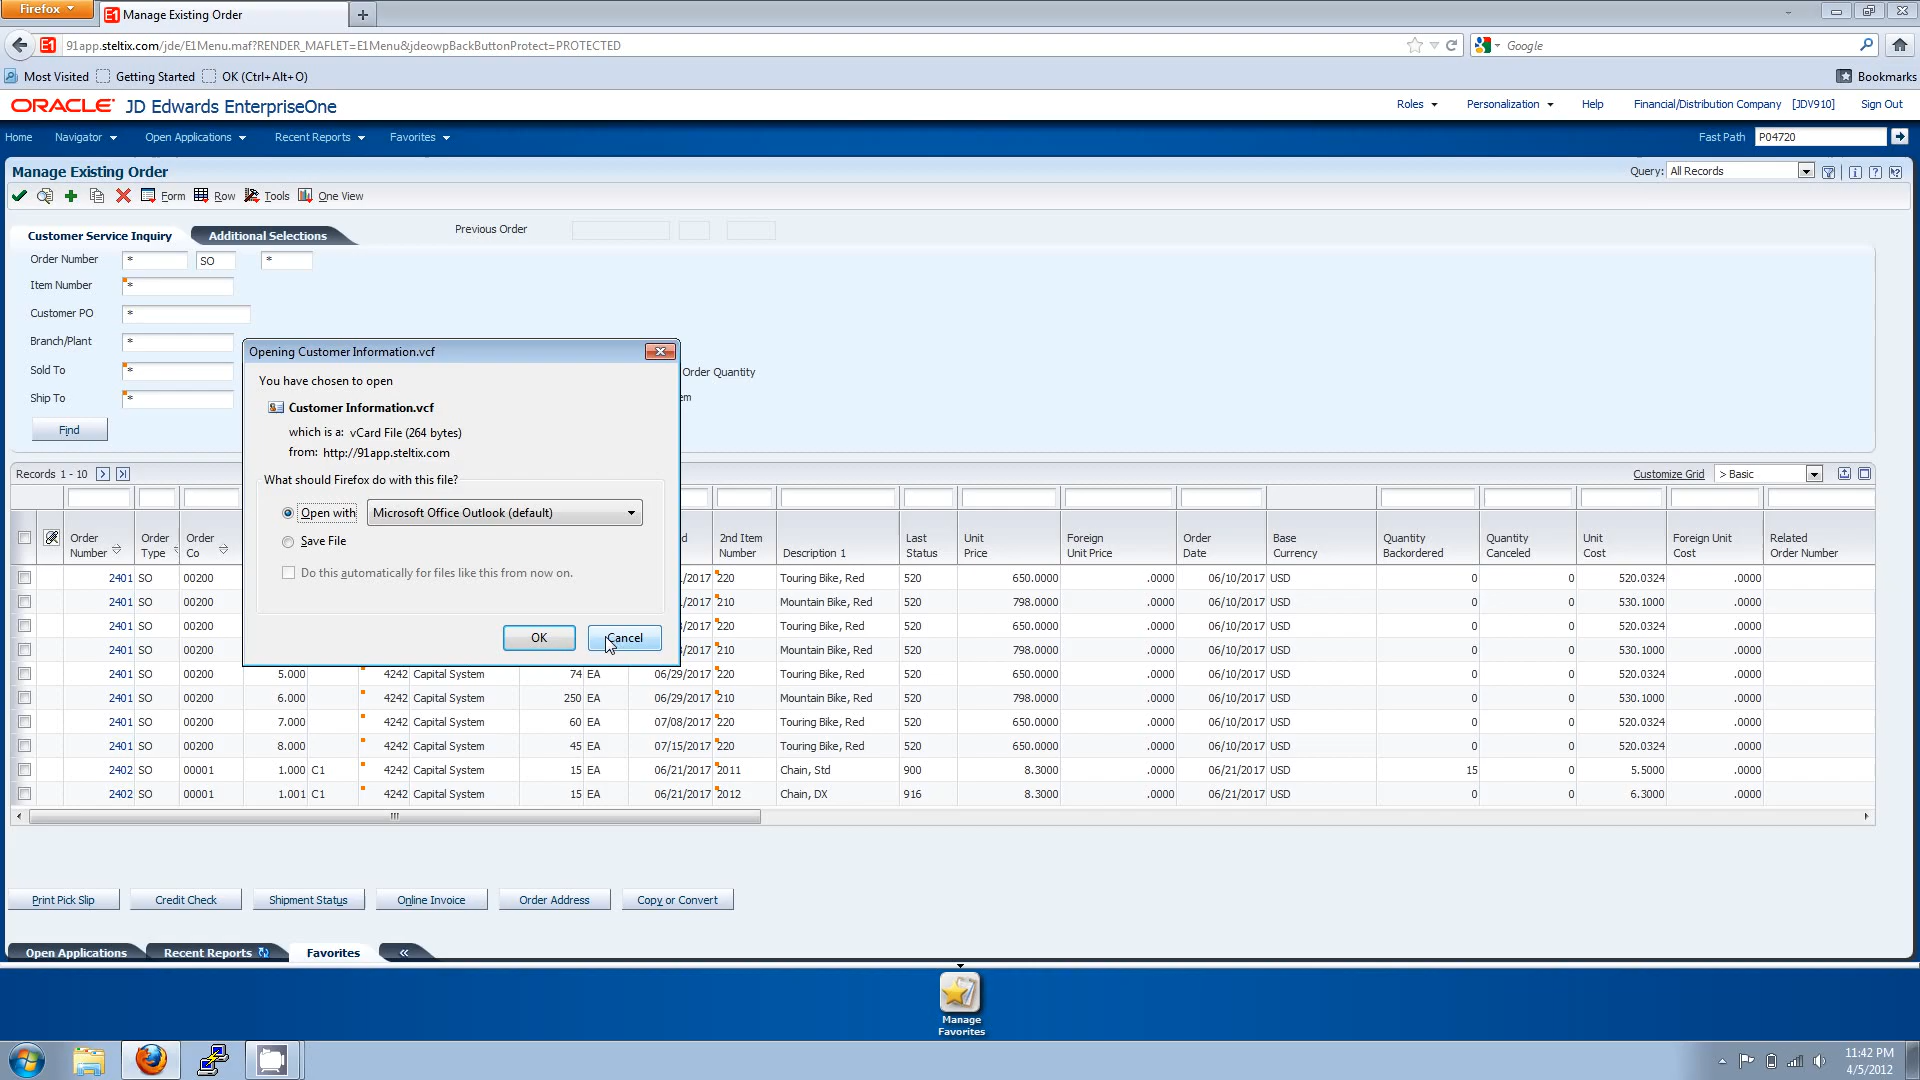 Firefox
Manage Existing Order
91app.steltix.com/jde/E1Menu.maf?RENDER_MAFLET=E1Menu&jdeowpBackButtonProtect=PROTECTED
Google
Most Visited Getting Started OK (Ctrl+Alt+O) Bookmarks
ORACLE JD Edwards EnterpriseOne
Roles Personalization Help Financial/Distribution Company [JDV910] Sign Out
Home Navigator Open Applications Recent Reports Favorites Fast Path P04720
Manage Existing Order Query: All Records
Form Row Tools One View
Customer Service Inquiry Additional Selections Previous Order
Order Number * SO *
Item Number *
Customer PO *
Branch/Plant *
Sold To *
Ship To *
Find
Order Quantity
em
Opening Customer Information.vcf
You have chosen to open
Customer Information.vcf
which is a: vCard File (264 bytes)
from: http://91app.steltix.com
What should Firefox do with this file?
Open with Microsoft Office Outlook (default)
Save File
Do this automatically for files like this from now on.
OK Cancel
Records 1 - 10 Customize Grid > Basic
Order Number Order Type Order Co d 2nd Item Number Description 1 Last Status Unit Price Foreign Unit Price Order Date Base Currency Quantity Backordered Quantity Canceled Unit Cost Foreign Unit Cost Related Order Number
2401 SO 00200 /2017 220 Touring Bike, Red 520 650.0000 .0000 06/10/2017 USD 0 0 520.0324 .0000
2401 SO 00200 /2017 210 Mountain Bike, Red 520 798.0000 .0000 06/10/2017 USD 0 0 530.1000 .0000
2401 SO 00200 /2017 220 Touring Bike, Red 520 650.0000 .0000 06/10/2017 USD 0 0 520.0324 .0000
2401 SO 00200 /2017 210 Mountain Bike, Red 520 798.0000 .0000 06/10/2017 USD 0 0 530.1000 .0000
2401 SO 00200 5.000 4242 Capital System 74 EA 06/29/2017 220 Touring Bike, Red 520 650.0000 .0000 06/10/2017 USD 0 0 520.0324 .0000
2401 SO 00200 6.000 4242 Capital System 250 EA 06/29/2017 210 Mountain Bike, Red 520 798.0000 .0000 06/10/2017 USD 0 0 530.1000 .0000
2401 SO 00200 7.000 4242 Capital System 60 EA 07/08/2017 220 Touring Bike, Red 520 650.0000 .0000 06/10/2017 USD 0 0 520.0324 .0000
2401 SO 00200 8.000 4242 Capital System 45 EA 07/15/2017 220 Touring Bike, Red 520 650.0000 .0000 06/10/2017 USD 0 0 520.0324 .0000
2402 SO 00001 1.000 C1 4242 Capital System 15 EA 06/21/2017 2011 Chain, Std 900 8.3000 .0000 06/21/2017 USD 15 0 5.5000 .0000
2402 SO 00001 1.001 C1 4242 Capital System 15 EA 06/21/2017 2012 Chain, DX 916 8.3000 .0000 06/21/2017 USD 0 0 6.3000 .0000
Print Pick Slip Credit Check Shipment Status Online Invoice Order Address Copy or Convert
Open Applications Recent Reports Favorites «
Manage
Favorites
11:42 PM
4/5/2012